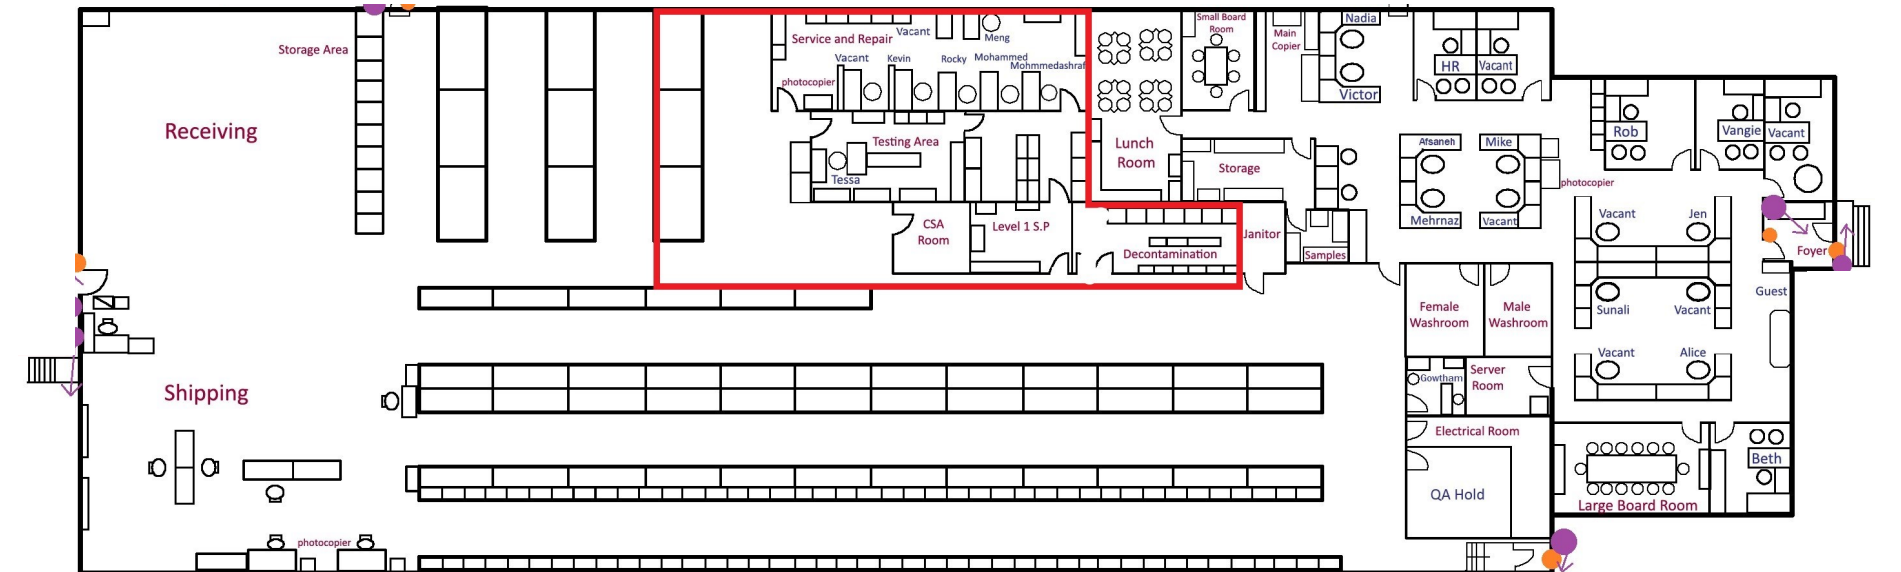 Storage Area
Receiving
Shipping
photocopier
Service and Repair
Vacant
Meng
Vacant
Kevin
Rocky
Mohammed
Mohmmedashraf
photocopier
Testing Area
Tessa
CSA
Room
Level 1 S.P
Decontamination
Lunch
Room
Small Board
Room
Storage
Janitor
Samples
Main
Copier
Nadia
Victor
HR
Vacant
Afsaneh
Mike
Mehrnaz
Vacant
photocopier
Rob
Vangie
Vacant
Vacant
Jen
Foyer
Guest
Sunali
Vacant
Vacant
Alice
Female
Washroom
Male
Washroom
Gowtham
Server
Room
Electrical Room
QA Hold
Large Board Room
Beth